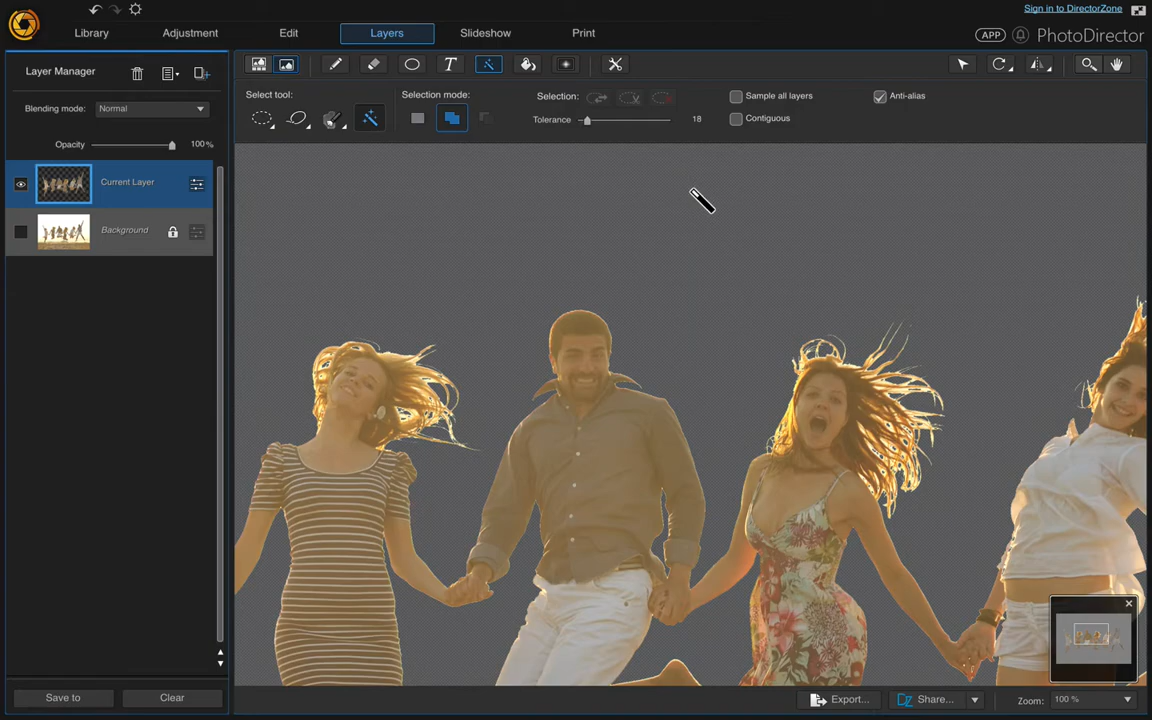 Sign in to DirectorZone
Library
Adjustment
Edit
Layers
Slideshow
Print
APP
PhotoDirector
Layer Manager
T
Blending mode: Normal
Opacity 100 %
Current Layer
Background
Select tool:
Selection mode:
Selection:
Tolerance 18
Sample all layers
Contiguous
Anti-alias
Save to
Clear
Export...
Share...
Zoom: 100 %